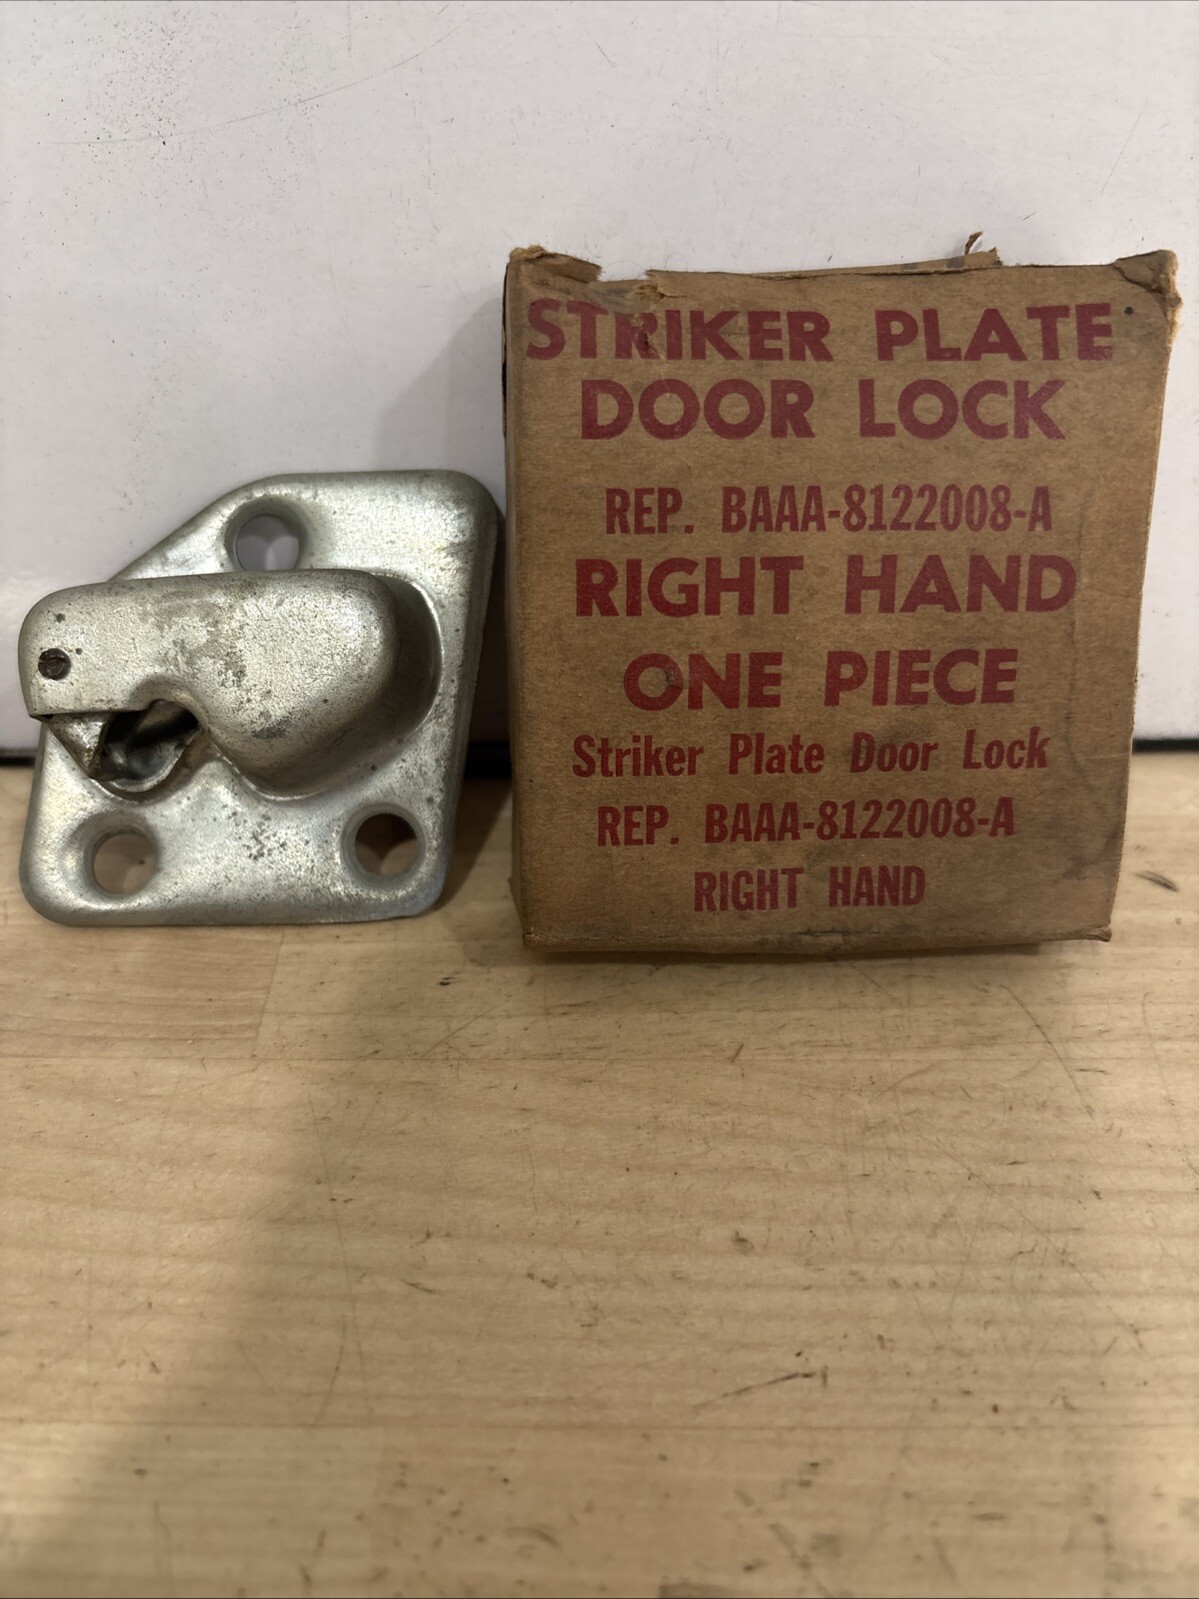 STRIKER PLATE
DOOR LOCK
REP. BAAA-8122008-A
RIGHT HAND
ONE PIECE
Striker Plate Door Lock
REP. BAAA-8122008-A
RIGHT HAND